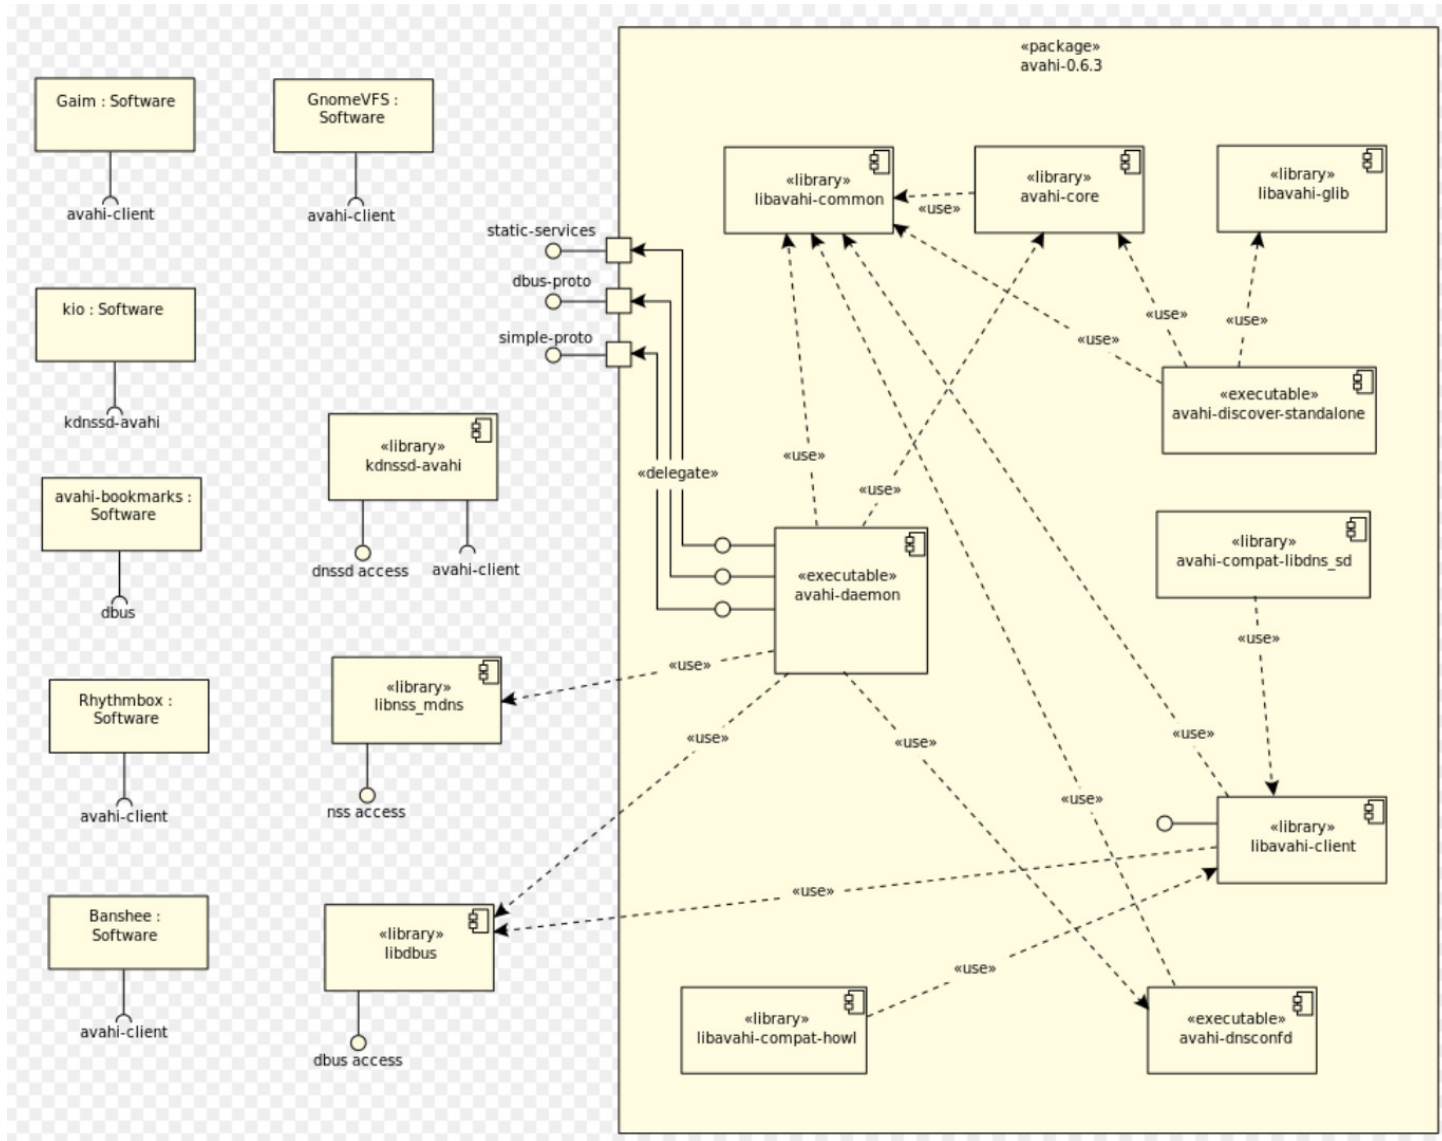 «package»
avahi-0.6.3
Gaim : Software
avahi-client
GnomeVFS :
Software
avahi-client
kio : Software
kdnssd-avahi
avahi-bookmarks :
Software
dbus
Rhythmbox :
Software
avahi-client
Banshee :
Software
avahi-client
«library»
kdnssd-avahi
dnssd access
avahi-client
«library»
libnss_mdns
nss access
«library»
libdbus
dbus access
static-services
dbus-proto
simple-proto
«delegate»
«library»
libavahi-common
«use»
«library»
avahi-core
«library»
libavahi-glib
«use»
«use»
«use»
«executable»
avahi-discover-standalone
«use»
«use»
«executable»
avahi-daemon
«library»
avahi-compat-libdns_sd
«use»
«use»
«use»
«use»
«use»
«use»
«library»
libavahi-client
«use»
«use»
«library»
libavahi-compat-howl
«executable»
avahi-dnsconfd